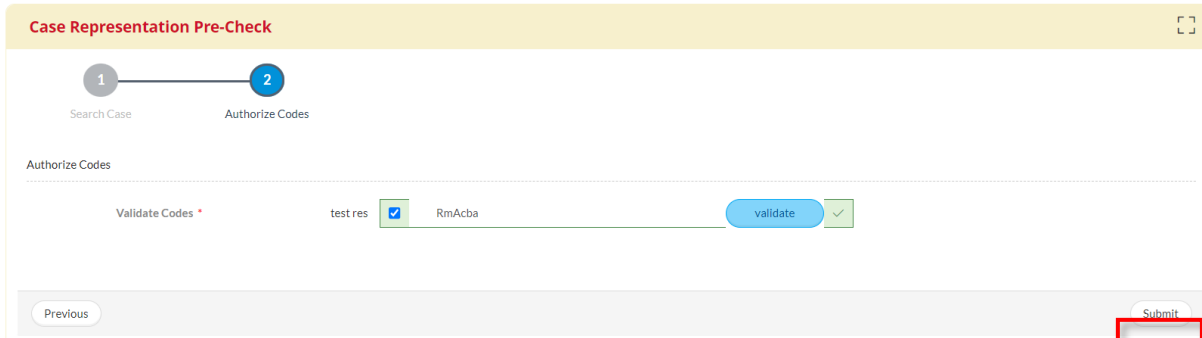 Case Representation Pre-Check
1
2
Search Case
Authorize Codes
Authorize Codes
Validate Codes *
test res
RmAcba
validate
Previous
Submit